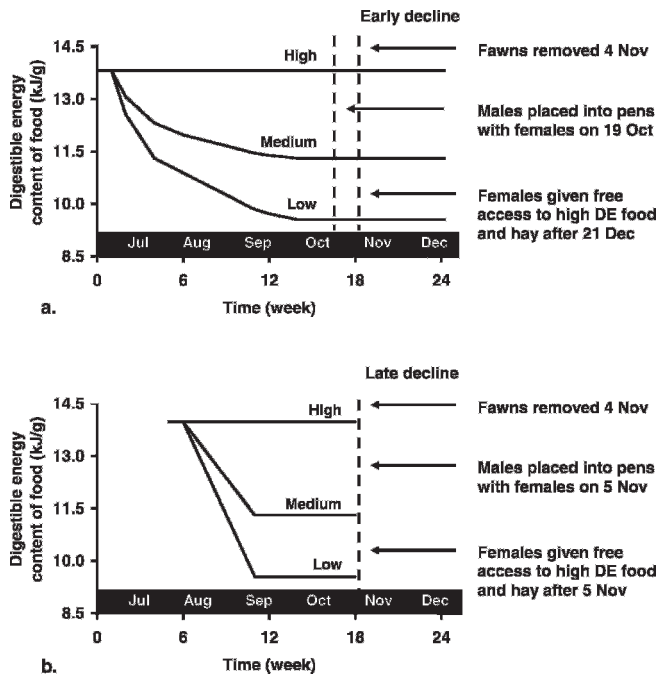 Early decline
14.5
High
Fawns removed 4 Nov
13.0
Males placed into pens
with females on 19 Oct
Digestible energy
content of food (kJ/g)
11.5
Medium
10.0
Low
Females given free
access to high DE food
and hay after 21 Dec
Jul Aug Sep Oct Nov Dec
8.5
0 6 12 18 24
a.
Time (week)
Late decline
14.5
High
Fawns removed 4 Nov
13.0
Males placed into pens
with females on 5 Nov
Digestible energy
content of food (kJ/g)
11.5
Medium
10.0
Low
Females given free
access to high DE food
and hay after 5 Nov
Jul Aug Sep Oct Nov Dec
8.5
0 6 12 18 24
b.
Time (week)